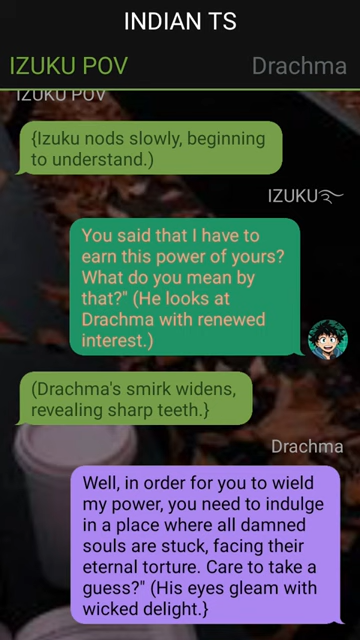 INDIAN TS
IZUKU POV Drachma
IZUKU POV
{Izuku nods slowly, beginning
to understand.)
IZUKU
You said that I have to
earn this power of yours?
What do you mean by
that?" (He looks at
Drachma with renewed
interest.)
(Drachma's smirk widens,
revealing sharp teeth.}
Drachma
Well, in order for you to wield
my power, you need to indulge
in a place where all damned
souls are stuck, facing their
eternal torture. Care to take a
guess?" (His eyes gleam with
wicked delight.}